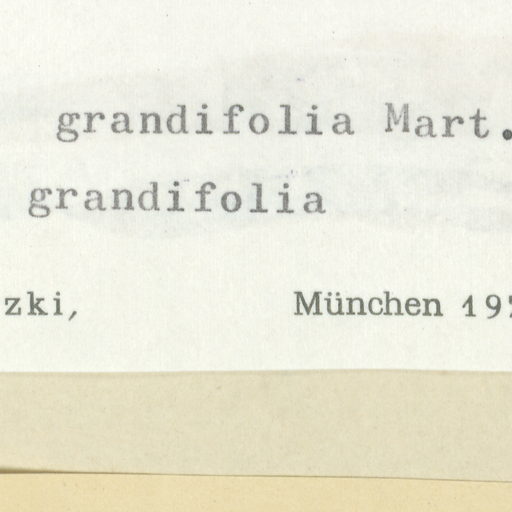 grandifolia Mart.
grandifolia
zki, München 19